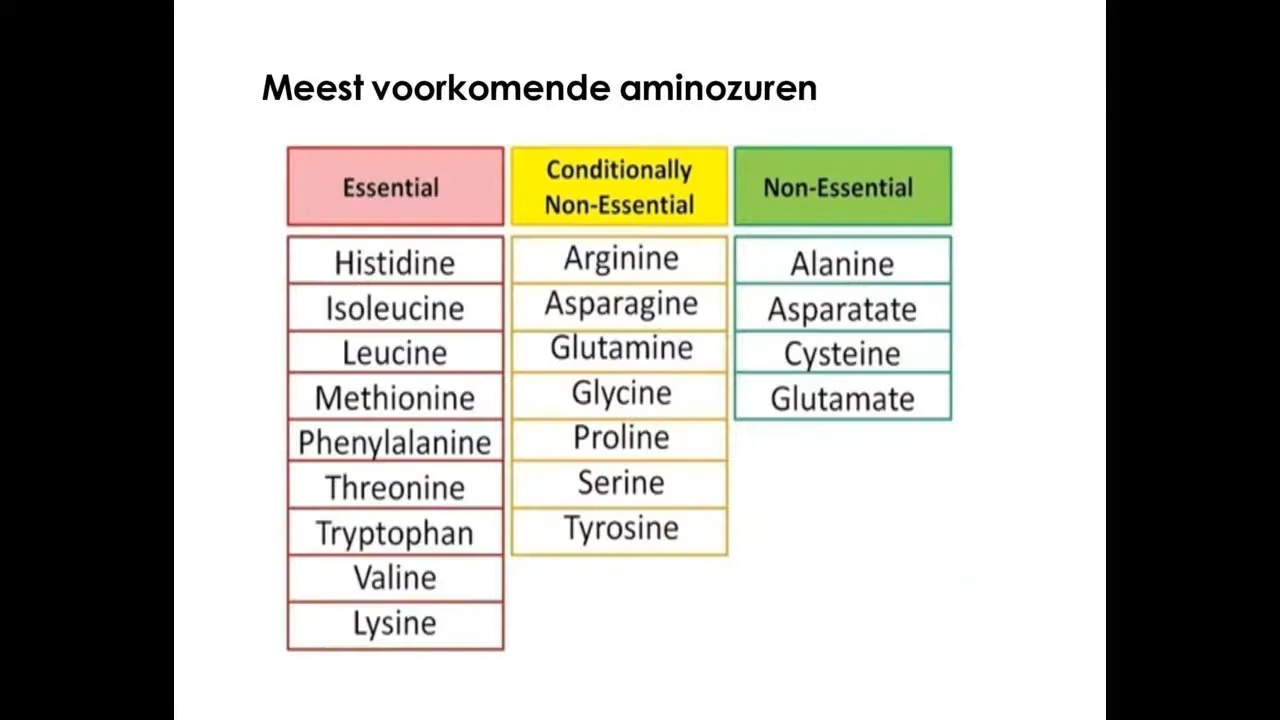 Meest voorkomende aminozuren
Essential
Histidine
Isoleucine
Leucine
Methionine
Phenylalanine
Threonine
Tryptophan
Valine
Lysine
Conditionally
Non-Essential
Arginine
Asparagine
Glutamine
Glycine
Proline
Serine
Tyrosine
Non-Essential
Alanine
Asparatate
Cysteine
Glutamate